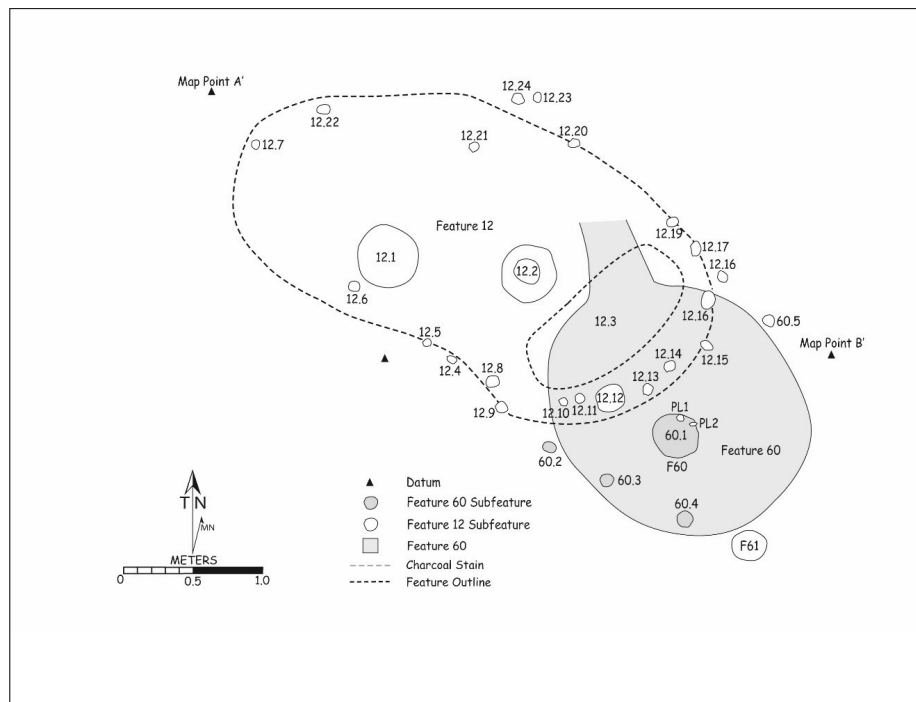 Map Point A'
12.24
12.23
12.22
12.7
12.21
12.20
Feature 12
12.19
12.17
12.1
12.2
12.16
12.6
12.3
12.16
60.5
12.5
Map Point B'
12.4
12.15
12.14
12.8
12.13
12.9
12.10
12.11
12.12
PL1
PL2
60.1
Feature 60
60.2
F60
60.3
60.4
F61
T N
MN
METERS
0 0.5 1.0
Datum
Feature 60 Subfeature
Feature 12 Subfeature
Feature 60
Charcoal Stain
Feature Outline